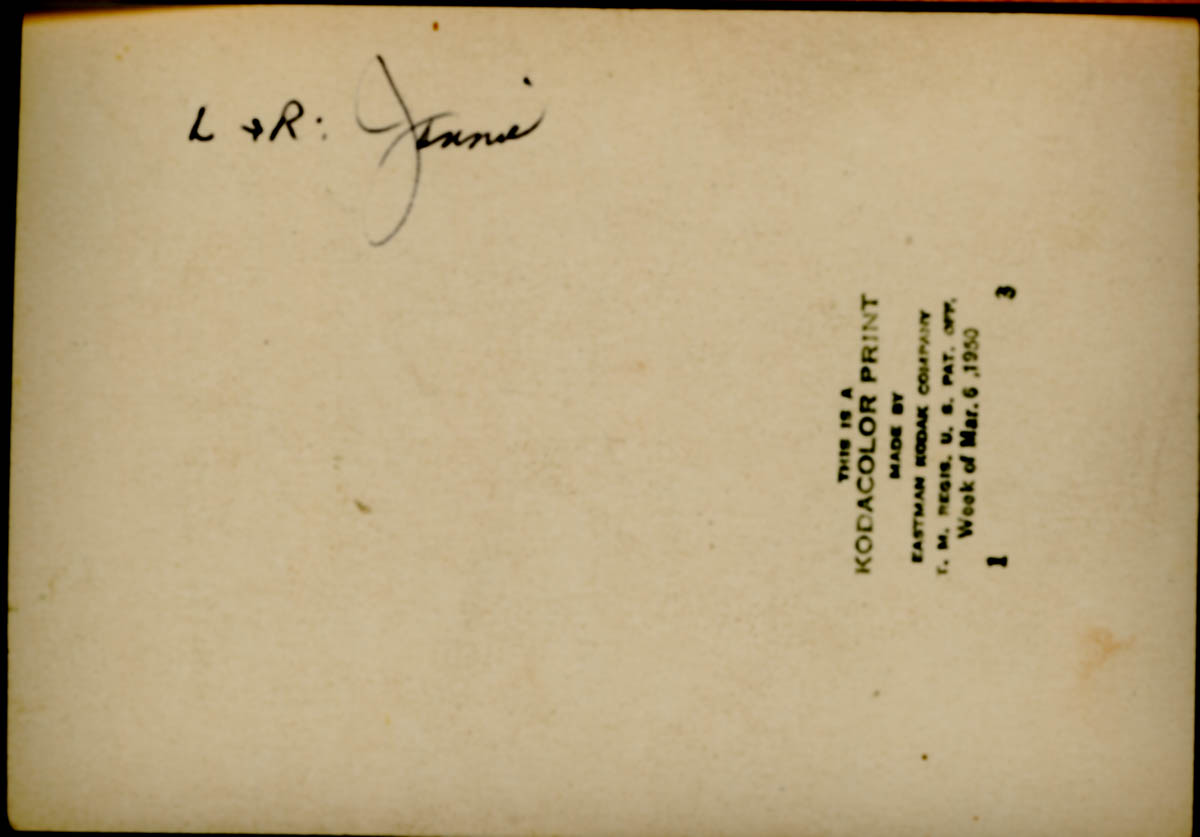 L → R: Jennie
THIS IS A
KODACOLOR PRINT
MADE BY
EASTMAN KODAK COMPANY
T. M. REGIS. U. S. PAT. OFF.
Week of Mar. 6, 1950
1 3